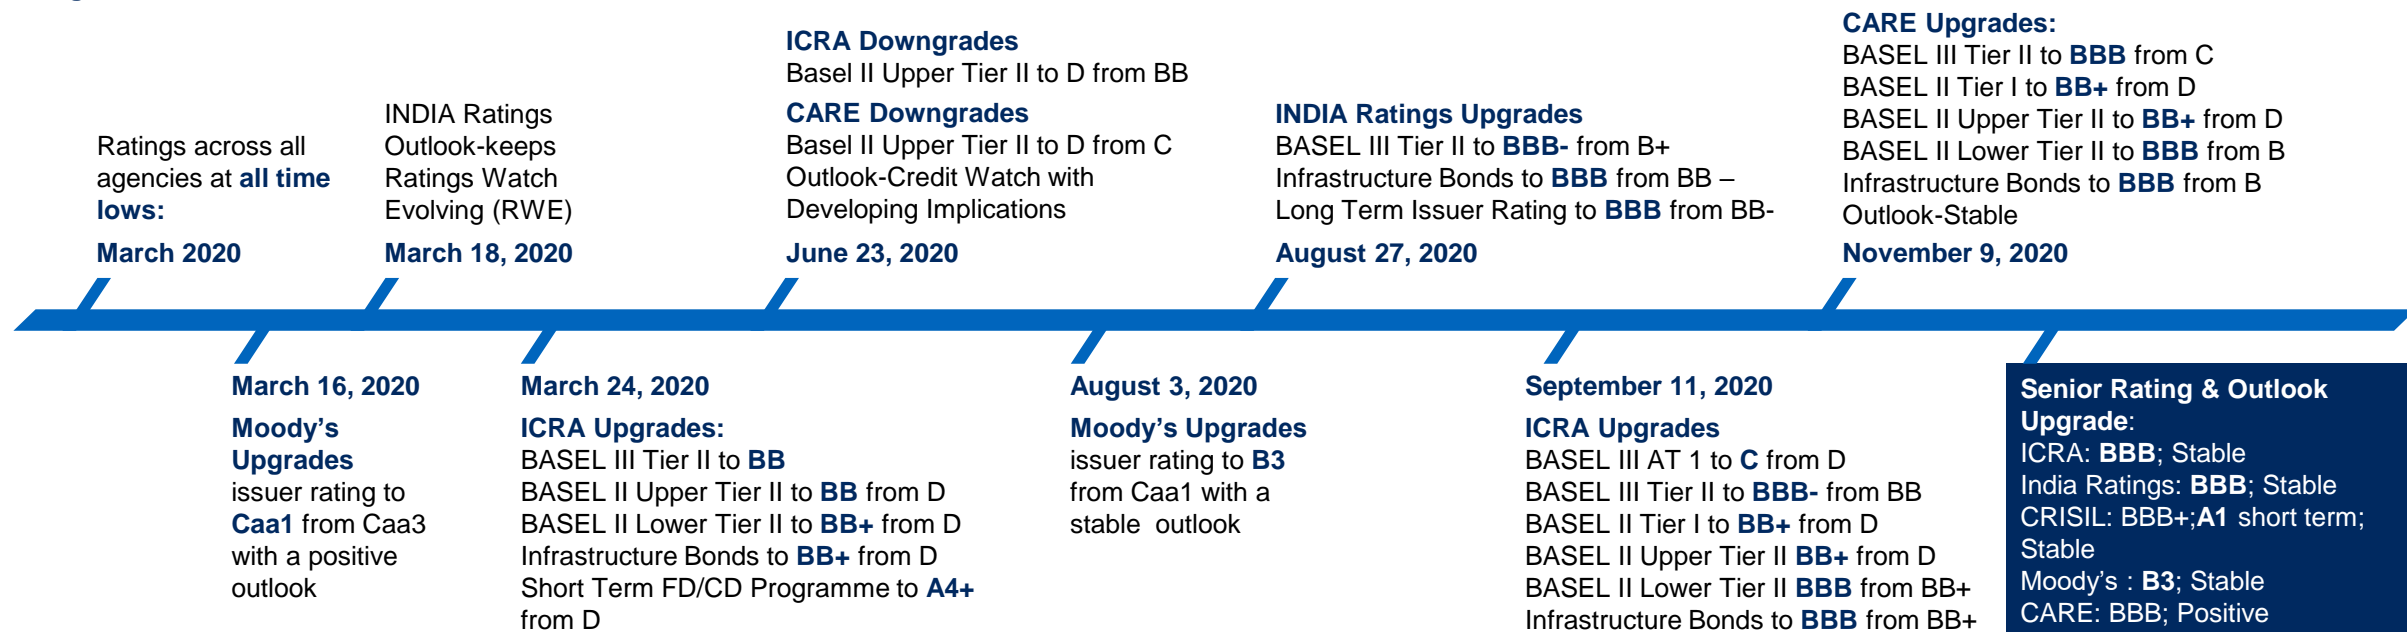 Ratings across all
agencies at all time
lows:
March 2020
INDIA Ratings
Outlook-keeps
Ratings Watch
Evolving (RWE)
March 18, 2020
ICRA Downgrades
Basel II Upper Tier II to D from BB
CARE Downgrades
Basel II Upper Tier II to D from C
Outlook-Credit Watch with
Developing Implications
June 23, 2020
INDIA Ratings Upgrades
BASEL III Tier II to BBB- from B+
Infrastructure Bonds to BBB from BB –
Long Term Issuer Rating to BBB from BB-
August 27, 2020
CARE Upgrades:
BASEL III Tier II to BBB from C
BASEL II Tier I to BB+ from D
BASEL II Upper Tier II to BB+ from D
BASEL II Lower Tier II to BBB from B
Infrastructure Bonds to BBB from B
Outlook-Stable
November 9, 2020
March 16, 2020
Moody’s
Upgrades
issuer rating to
Caa1 from Caa3
with a positive
outlook
March 24, 2020
ICRA Upgrades:
BASEL III Tier II to BB
BASEL II Upper Tier II to BB from D
BASEL II Lower Tier II to BB+ from D
Infrastructure Bonds to BB+ from D
Short Term FD/CD Programme to A4+
from D
August 3, 2020
Moody’s Upgrades
issuer rating to B3
from Caa1 with a
stable outlook
September 11, 2020
ICRA Upgrades
BASEL III AT 1 to C from D
BASEL III Tier II to BBB- from BB
BASEL II Tier I to BB+ from D
BASEL II Upper Tier II BB+ from D
BASEL II Lower Tier II BBB from BB+
Infrastructure Bonds to BBB from BB+
Senior Rating & Outlook
Upgrade:
ICRA: BBB; Stable
India Ratings: BBB; Stable
CRISIL: BBB+;A1 short term;
Stable
Moody’s : B3; Stable
CARE: BBB; Positive